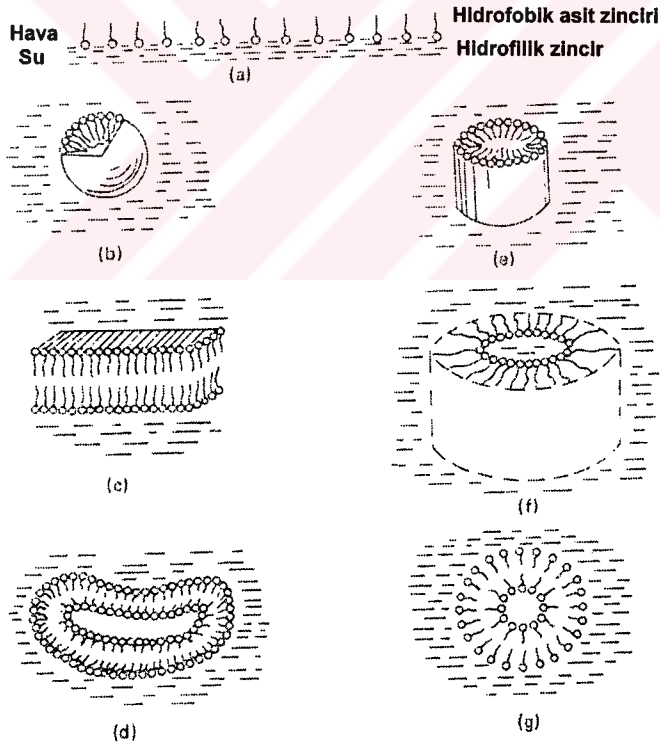 Hidrofobik asit zinciri
Hava
Su
Hidrofilik zincir
(a)
(b)
(e)
(c)
(f)
(d)
(g)